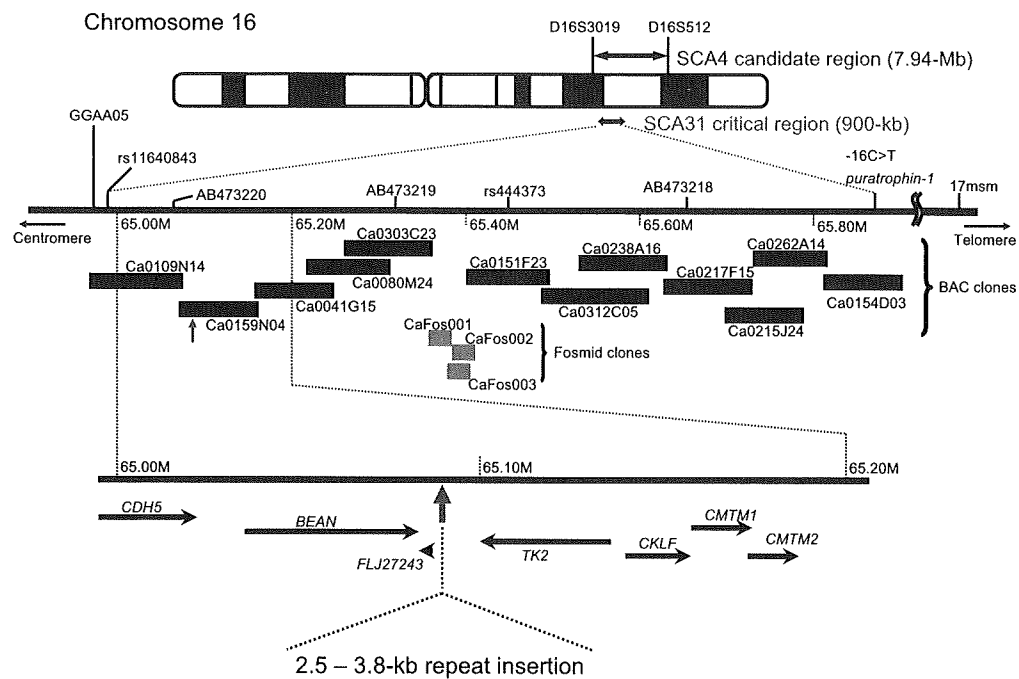 Chromosome 16
D16S3019 D16S512
SCA4 candidate region (7.94-Mb)
GGAA05
SCA31 critical region (900-kb)
rs11640843
-16C>T
puratrophin-1
AB473220
AB473219
rs444373
AB473218
17msm
Centromere
65.00M 65.20M 65.40M 65.60M 65.80M
Telomere
Ca0303C23
Ca0109N14
Ca0080M24
Ca0151F23
Ca0238A16
Ca0262A14
Ca0217F15
Ca0041G15
Ca0159N04
Ca0312C05
Ca0154D03
Ca0215J24
BAC clones
CaFos001
CaFos002
CaFos003
Fosmid clones
65.00M 65.10M 65.20M
CDH5
BEAN
FLJ27243
TK2
CKLF
CMTM1
CMTM2
2.5 – 3.8-kb repeat insertion